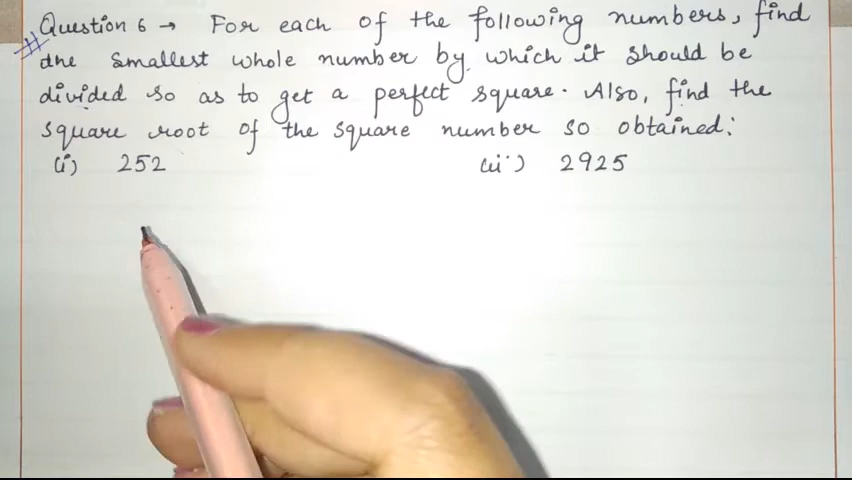 Question 6 → For each of the following numbers, find
the smallest whole number by which it should be
divided so as to get a perfect square. Also, find the
square root of the square number so obtained:
(i) 252 (ii) 2925